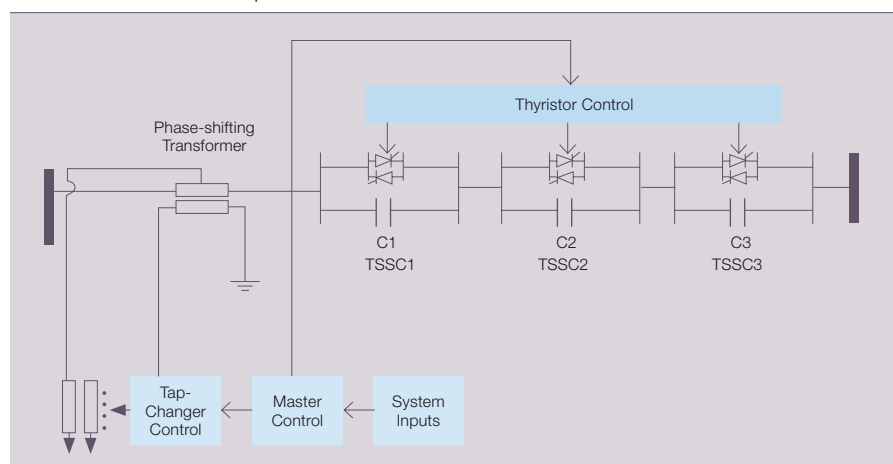 Thyristor Control
Phase-shifting
Transformer
C1
TSSC1
C2
TSSC2
C3
TSSC3
Tap-
Changer
Control
Master
Control
System
Inputs